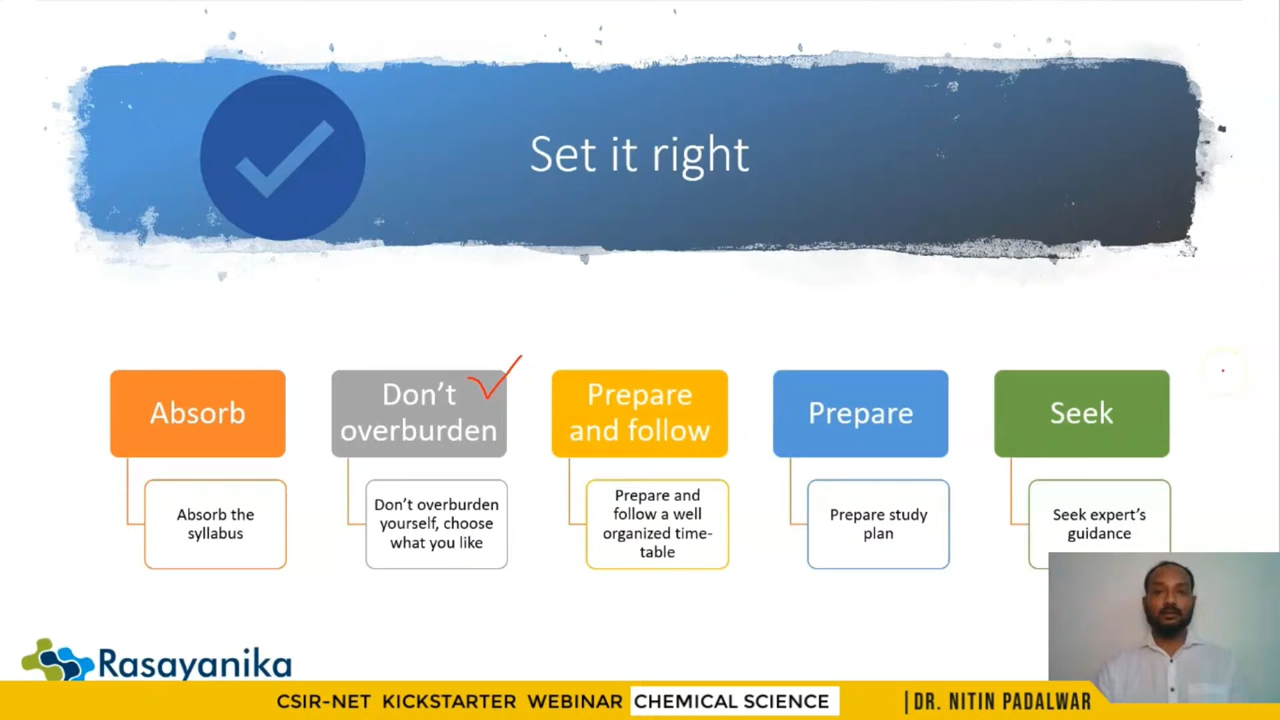 Set it right
Absorb
Don't
overburden
Prepare
and follow
Prepare
Seek
Absorb the
syllabus
Don't overburden
yourself, choose
what you like
Prepare and
follow a well
organized time-
table
Prepare study
plan
Seek expert's
guidance
Rasayanika
CSIR-NET KICKSTARTER WEBINAR CHEMICAL SCIENCE |DR. NITIN PADALWAR